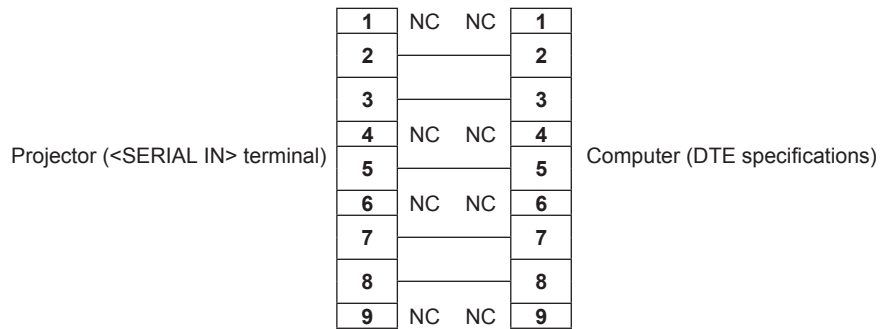 1 NC NC 1
2 2
3 3
4 NC NC 4
Projector (<SERIAL IN> terminal) 5 5 Computer (DTE specifications)
6 NC NC 6
7 7
8 8
9 NC NC 9